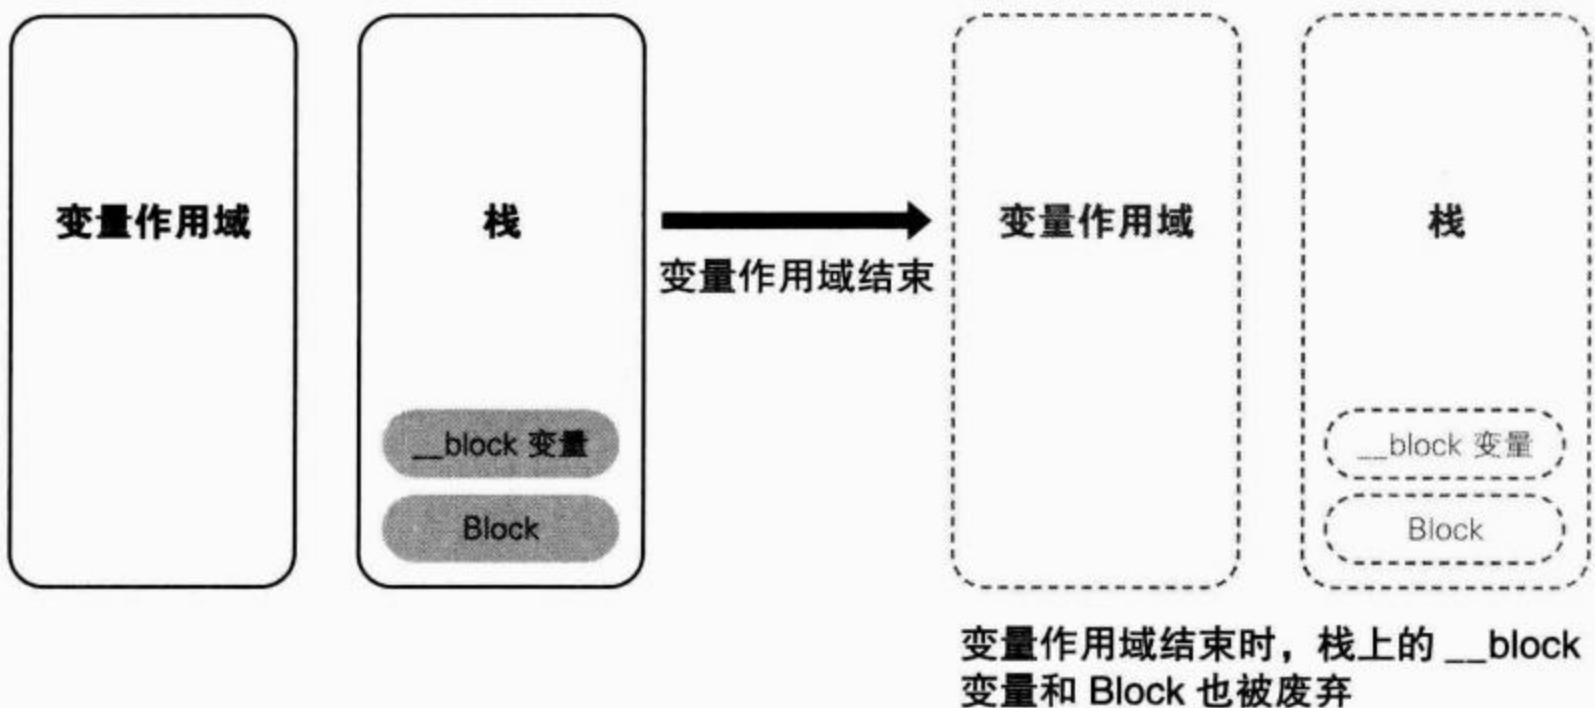 变量作用域
栈
__block 变量
Block
变量作用域结束
变量作用域
栈
__block 变量
Block
变量作用域结束时，栈上的 __block
变量和 Block 也被废弃